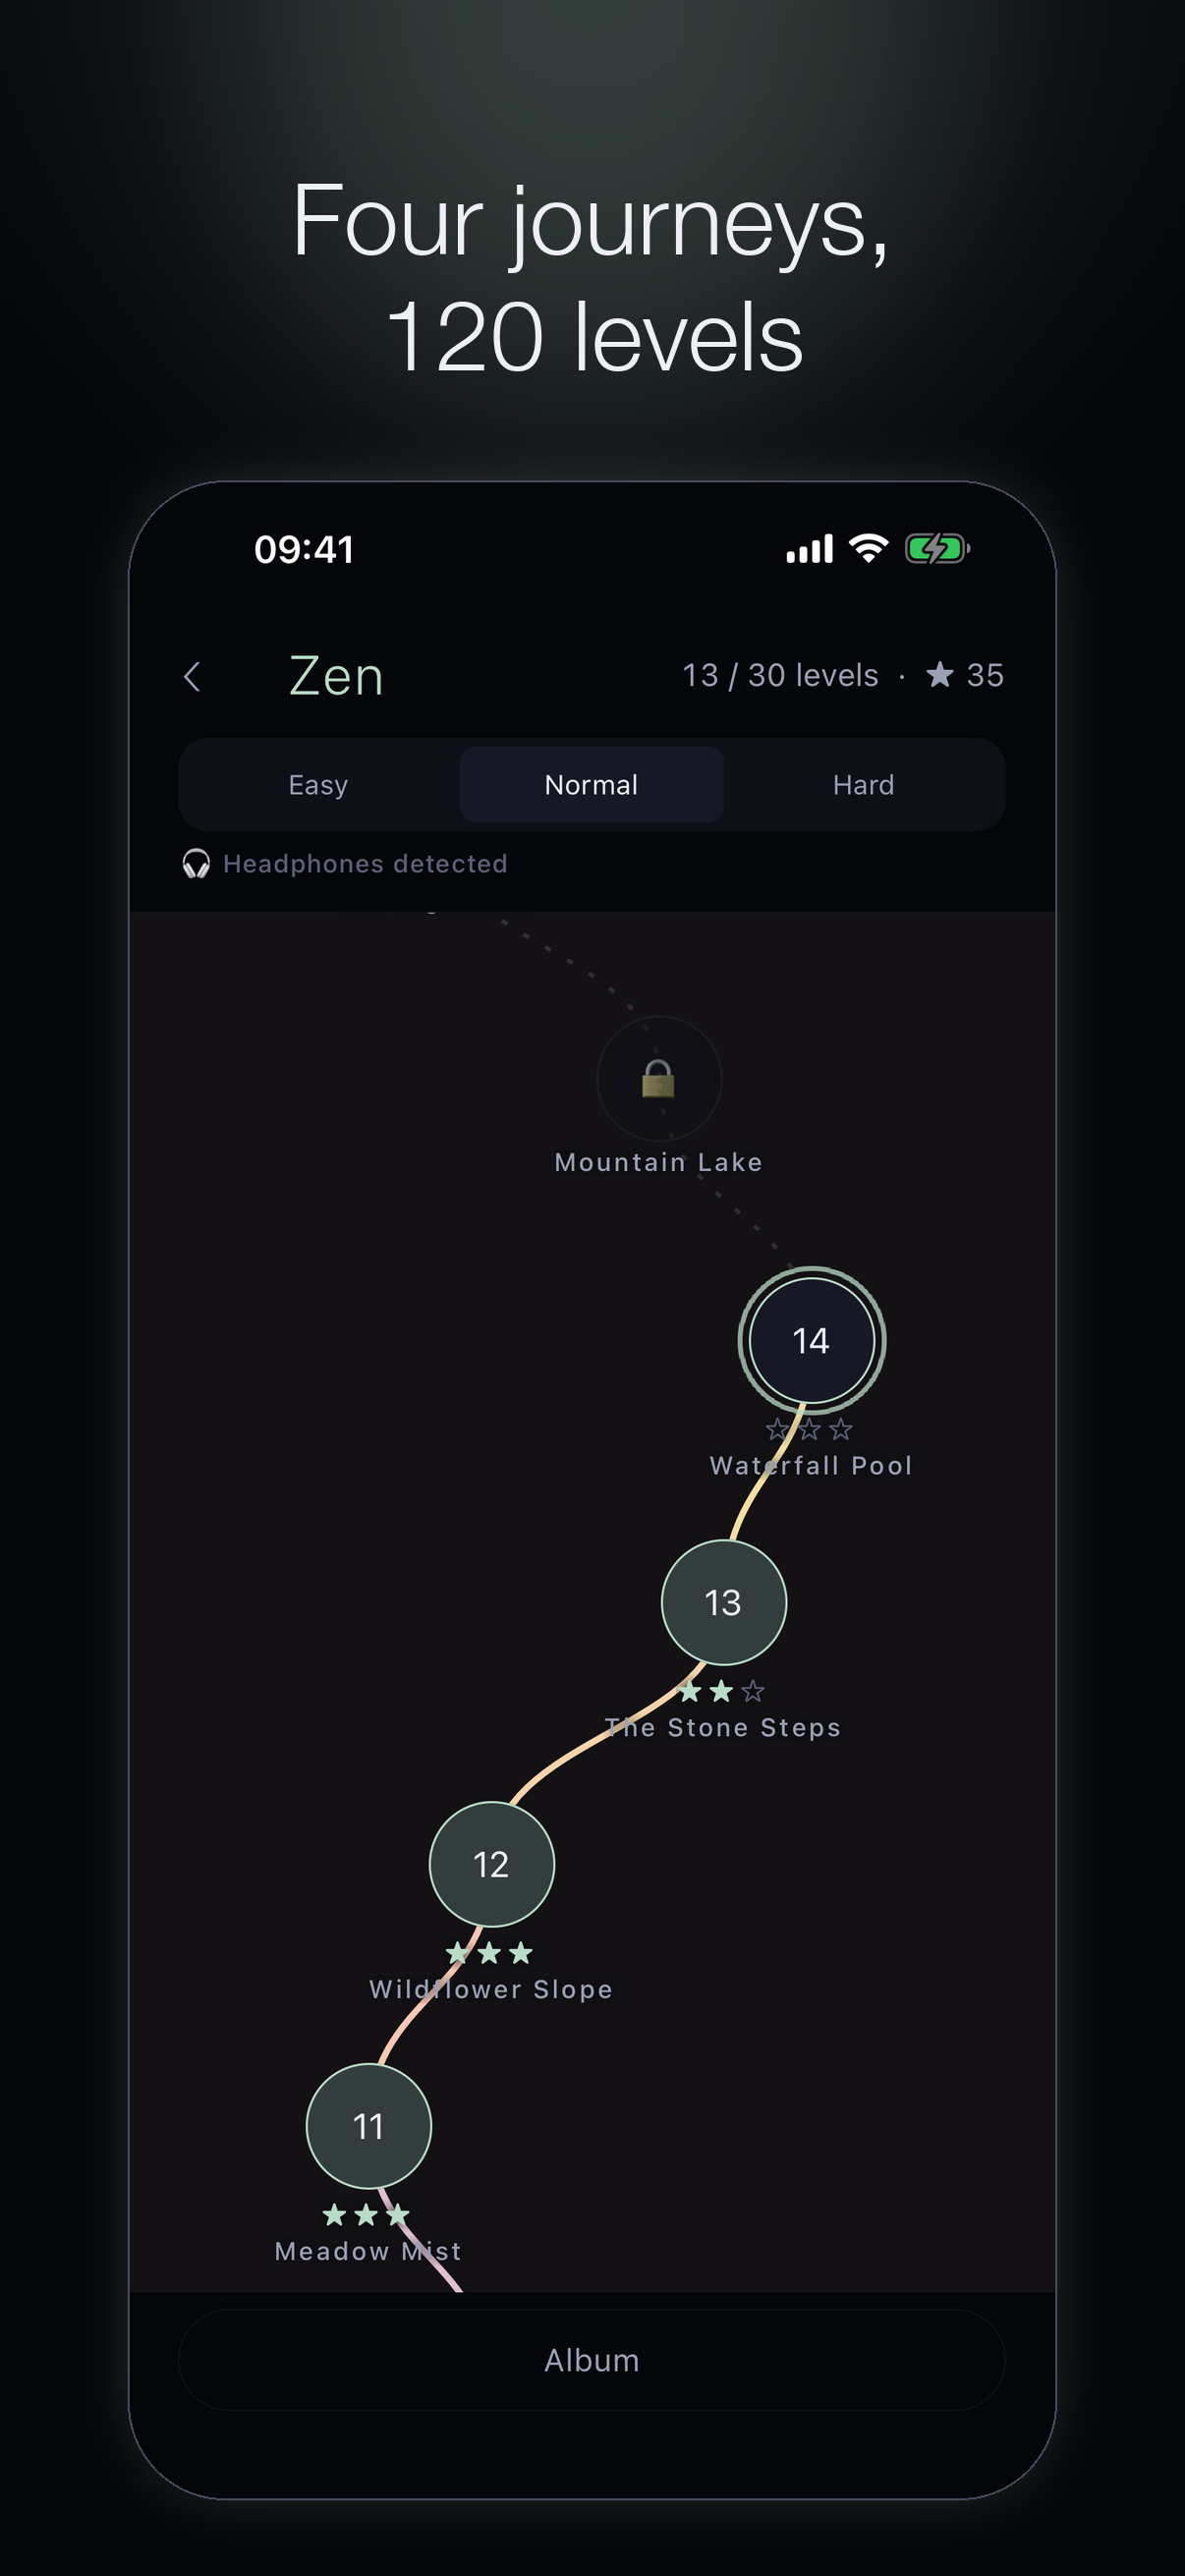 Four journeys,
120 levels
09:41
Zen
13 / 30 levels · ★ 35
Easy
Normal
Hard
Headphones detected
Mountain Lake
14
Waterfall Pool
13
The Stone Steps
12
Wildflower Slope
11
Meadow Mist
Album